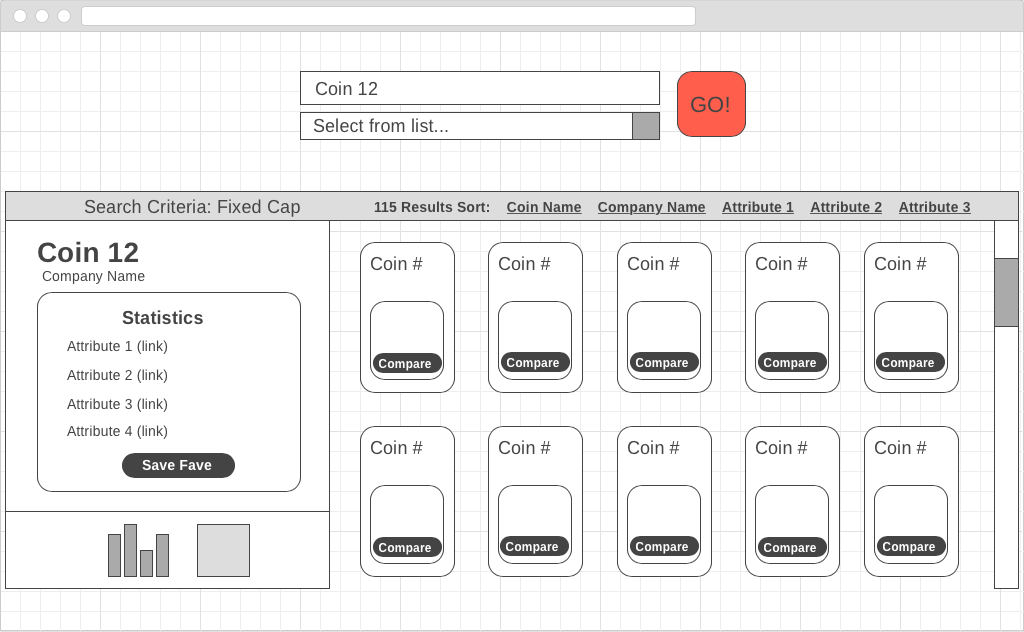 Coin 12
Select from list...
GO!
Search Criteria: Fixed Cap
115 Results Sort: Coin Name Company Name Attribute 1 Attribute 2 Attribute 3
Coin 12
Company Name
Statistics
Attribute 1 (link)
Attribute 2 (link)
Attribute 3 (link)
Attribute 4 (link)
Save Fave
Coin # Coin # Coin # Coin # Coin #
Compare Compare Compare Compare Compare
Coin # Coin # Coin # Coin # Coin #
Compare Compare Compare Compare Compare